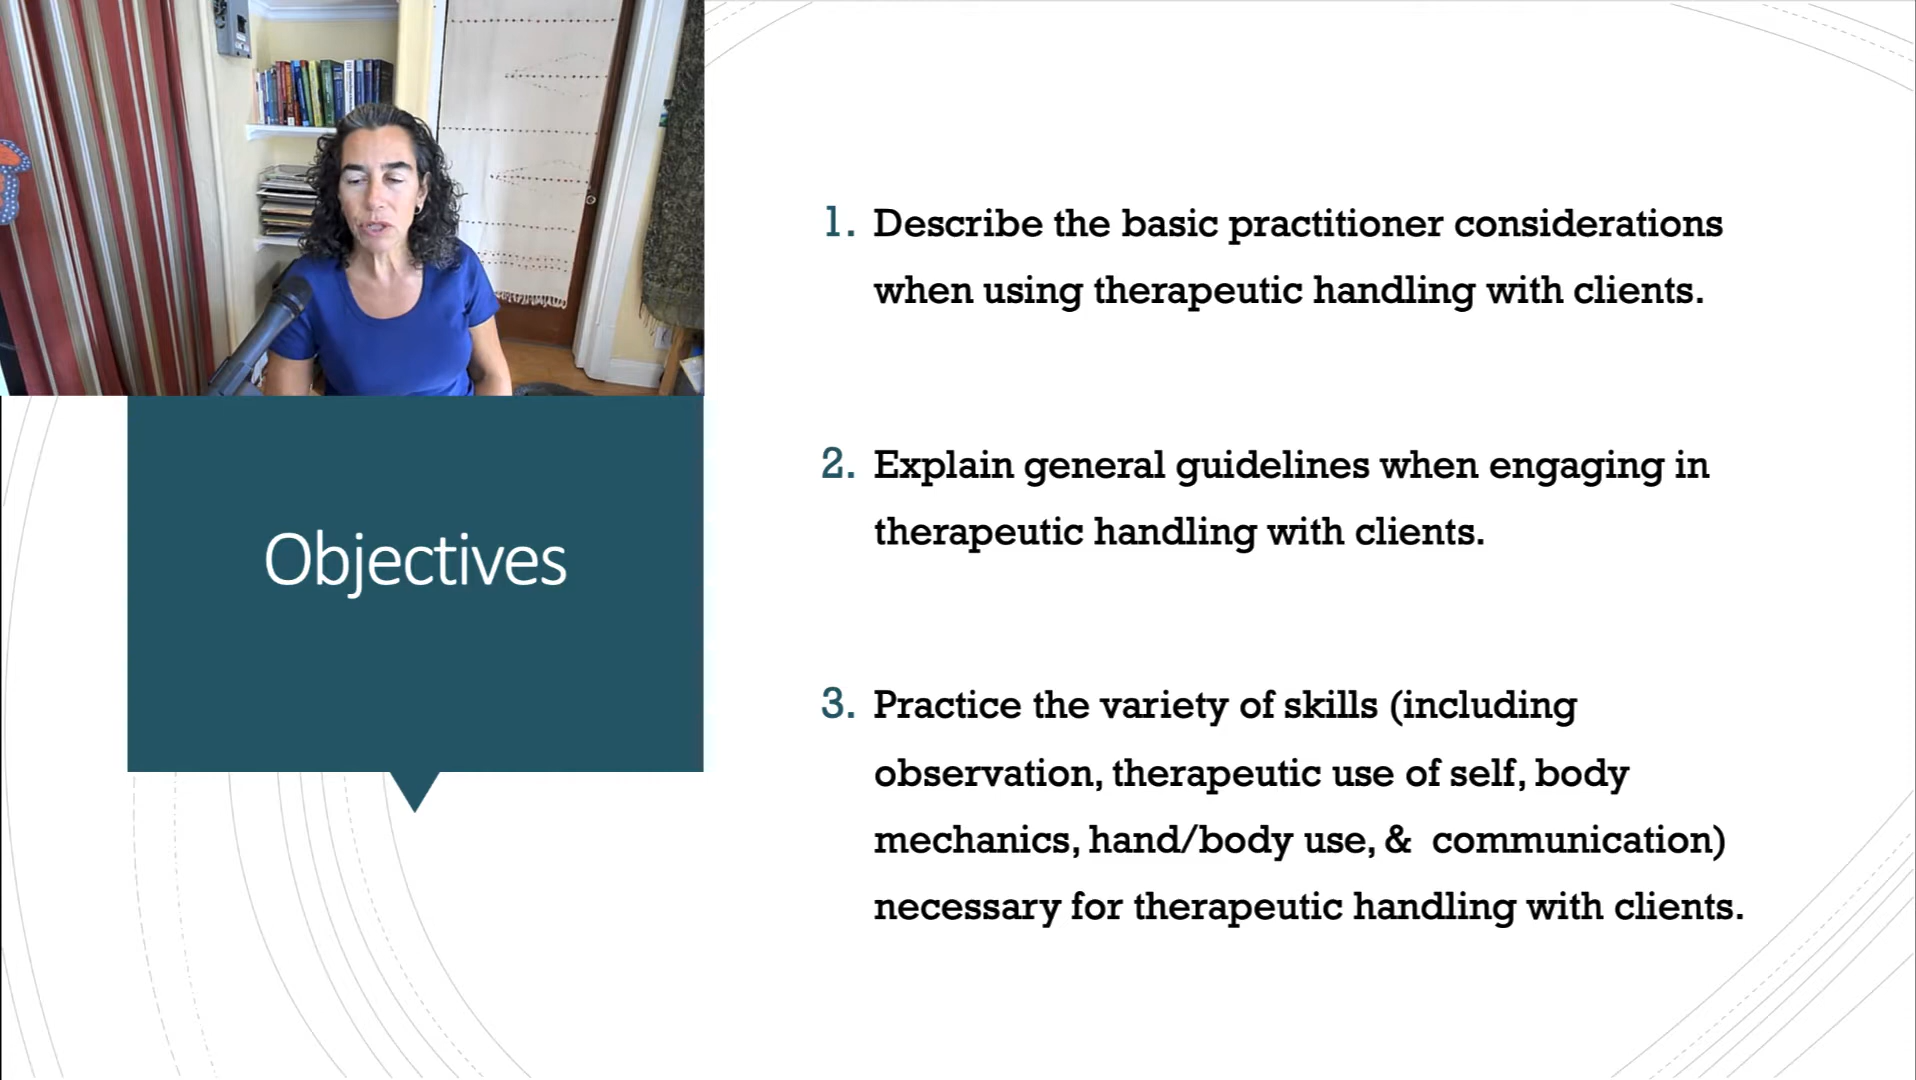 Objectives
1. Describe the basic practitioner considerations
when using therapeutic handling with clients.
2. Explain general guidelines when engaging in
therapeutic handling with clients.
3. Practice the variety of skills (including
observation, therapeutic use of self, body
mechanics, hand/body use, & communication)
necessary for therapeutic handling with clients.